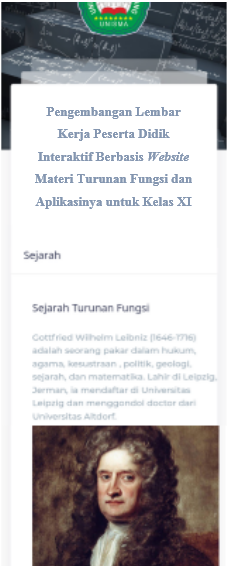 UNISMA
Pengembangan Lembar
Kerja Peserta Didik
Interaktif Berbasis Website
Materi Turunan Fungsi dan
Aplikasinya untuk Kelas XI
Sejarah
Sejarah Turunan Fungsi
Gottfried Wilhelm Leibniz (1646-1716)
adalah seorang pakar dalam hukum,
agama, kesustraan , politik, geologi,
sejarah, dan matematika. Lahir di Leipzig,
Jerman, ia mendaftar di Universitas
Leipzig dan menggondol doctor dari
Universitas Altdorf.